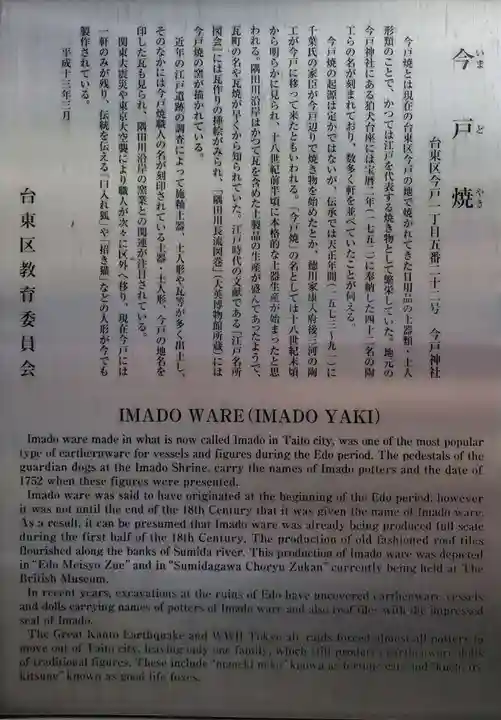 今戸焼
いまどやき
台東区今戸一丁目五番二十二号 今戸神社
今戸焼とは現在の台東区今戸の地で焼かれてきた日用品の土器類・土人
形類のことで、かつては江戸を代表する焼き物として繁栄していた。地元の
今戸神社にある狛犬台座には宝暦二年(一七五二)に奉納した四十二名の陶
工らの名が刻まれており、数多く軒を並べていたことが伺える。
今戸焼の起源は定かではないが、伝承では天正年間(一五七三〜九一)に
千葉氏の家臣が今戸辺りで焼き物を始めたとか、徳川家康入府後三河の陶
工が今戸に移って来たともいわれる。「今戸焼」の名としては十八世紀末頃
から明らかに見られ、十八世紀前半頃に本格的な土器生産が始まったと思
われる。隅田川沿岸はかつて瓦を含めた土製品の生産が盛んであったようで、
瓦町の名や瓦焼が早くから知られていた。江戸時代の文献である「江戸名所
図会」には瓦作りの挿絵がみられ、「隅田川長流図巻」(大英博物館所蔵)には
今戸焼の窯が描かれている。
近年の江戸遺跡の調査によって施釉土器、土人形や瓦等が多く出土し、
そのなかには今戸焼職人の名が刻印されている土器・土人形、今戸の地名を
印した瓦も見られ、隅田川沿岸の窯業との関連が注目されている。
関東大震災や東京大空襲により職人が次々に区外へ移り、現在今戸には
一軒のみが残り、伝統を伝える「口入れ狐」や「招き猫」などの人形が今でも
製作されている。
平成十三年三月
台東区教育委員会
IMADO WARE (IMADO YAKI)
Imado ware made in what is now called Imado in Taito city, was one of the most popular
type of earthernware for vessels and figures during the Edo period. The pedestals of the
guardian dogs at the Imado Shrine, carry the names of Imado potters and the date of
1752 when these figures were presented.
Imado ware was said to have originated at the beginning of the Edo period, however
it was not until the end of the 18th Century that it was given the name of Imado ware.
As a result, it can be presumed that Imado ware was already being produced full scale
during the first half of the 18th Century. The production of old fashioned roof tiles
flourished along the banks of Sumida river. This production of Imado ware was depicted
in "Edo Meisyo Zue" and in "Sumidagawa Choryu Zukan" currently being held at The
British Museum.
In recent years, excavations at the ruins of Edo have uncovered earthenware vessels
and dolls carrying names of potters of Imado ware and also roof tiles with the impressed
seal of Imado.
The Great Kanto Earthquake and WWII Tokyo air raids forced almost all potters to
move out of Taito city, leaving only one family, which still produces earthenware dolls
of traditional figures. These include "maneki neko" known as fortune cats and "kuchi ire
kitsune" known as good life foxes.